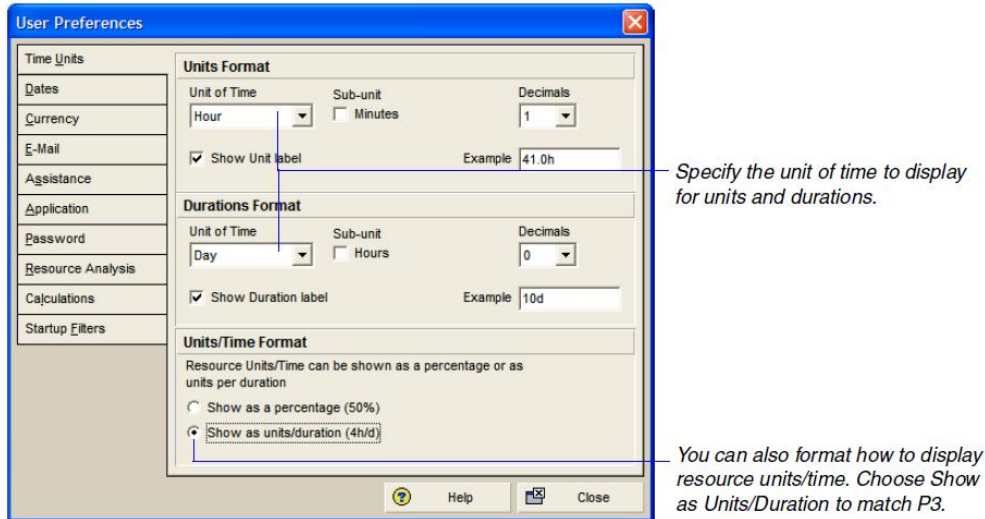 User Preferences
Time Units
Dates
Currency
E-Mail
Assistance
Application
Password
Resource Analysis
Calculations
Startup Filters
Units Format
Unit of Time
Sub-unit
Decimals
Hour
Minutes
1
Show Unit label
Example
41.0h
Durations Format
Unit of Time
Sub-unit
Decimals
Day
Hours
0
Show Duration label
Example
10d
Units/Time Format
Resource Units/Time can be shown as a percentage or as
units per duration
Show as a percentage (50%)
Show as units/duration (4h/d)
Help
Close
Specify the unit of time to display
for units and durations.
You can also format how to display
resource units/time. Choose Show
as Units/Duration to match P3.